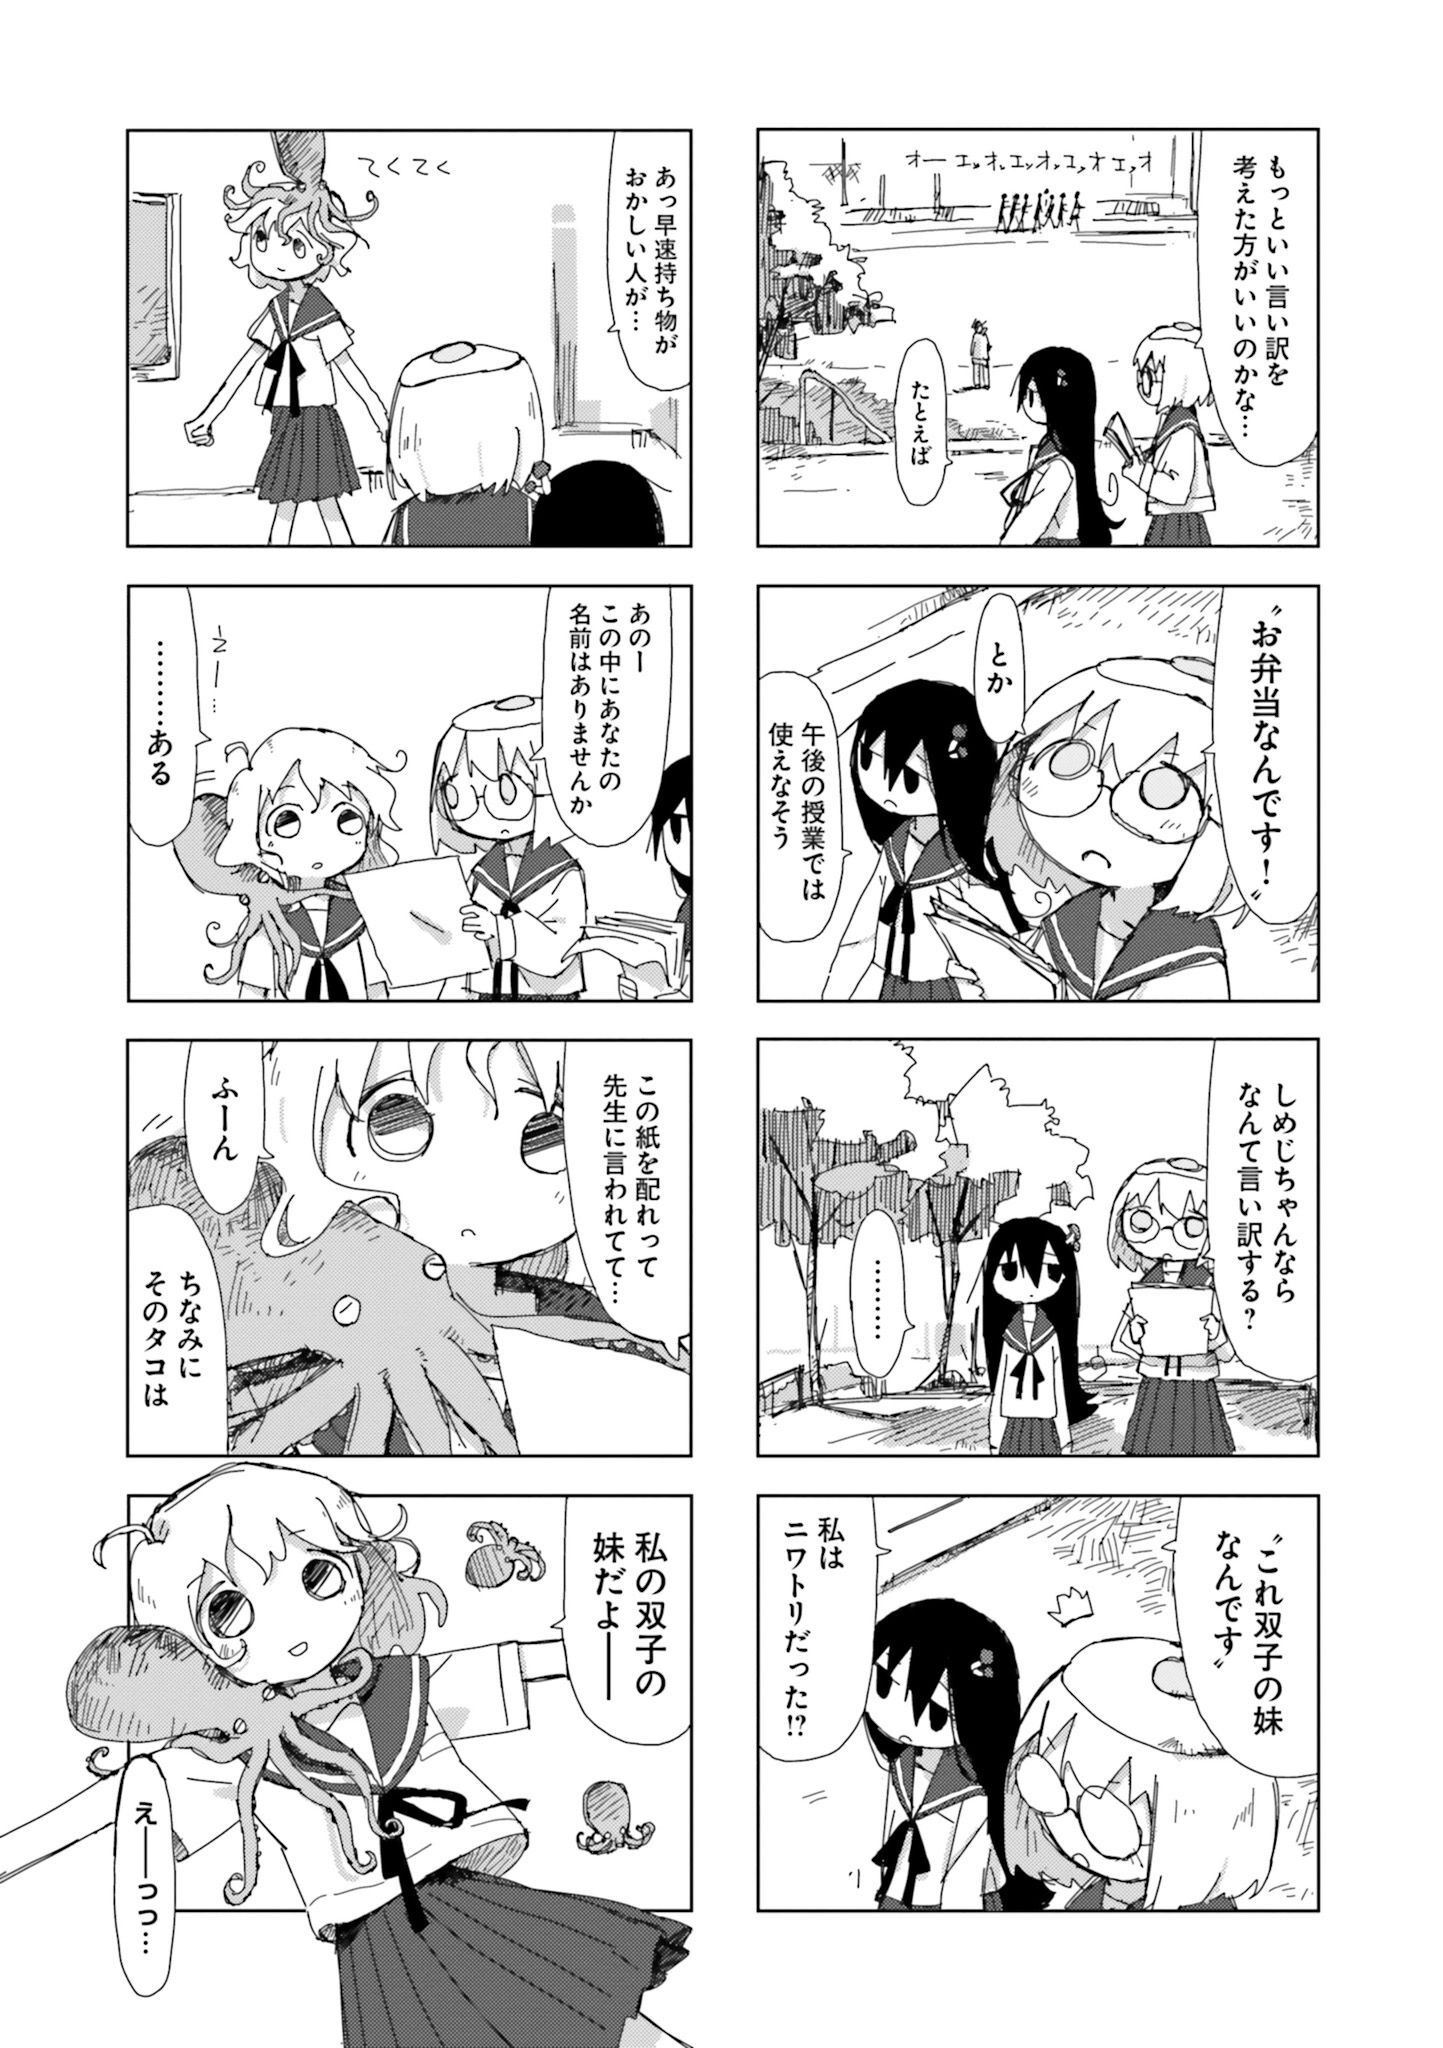 もっといい言い訳を
考えた方がいいのかな…
オーエッオ,エッオッエッオエッオ
たとえば
〝お弁当なんです！〟
とか
午後の授業では
使えなそう
しめじちゃんなら
なんて言い訳する？
………
〝これ双子の妹
なんです〟
私は
ニワトリだった!?
あっ早速持ち物が
おかしい人が…
てくてく
あのー
この中にあなたの
名前はありませんか
…………ある
この紙を配れって
先生に言われてて…
ふーん
ちなみに
そのタコは
私の双子の
妹だよ――
え――っっ…